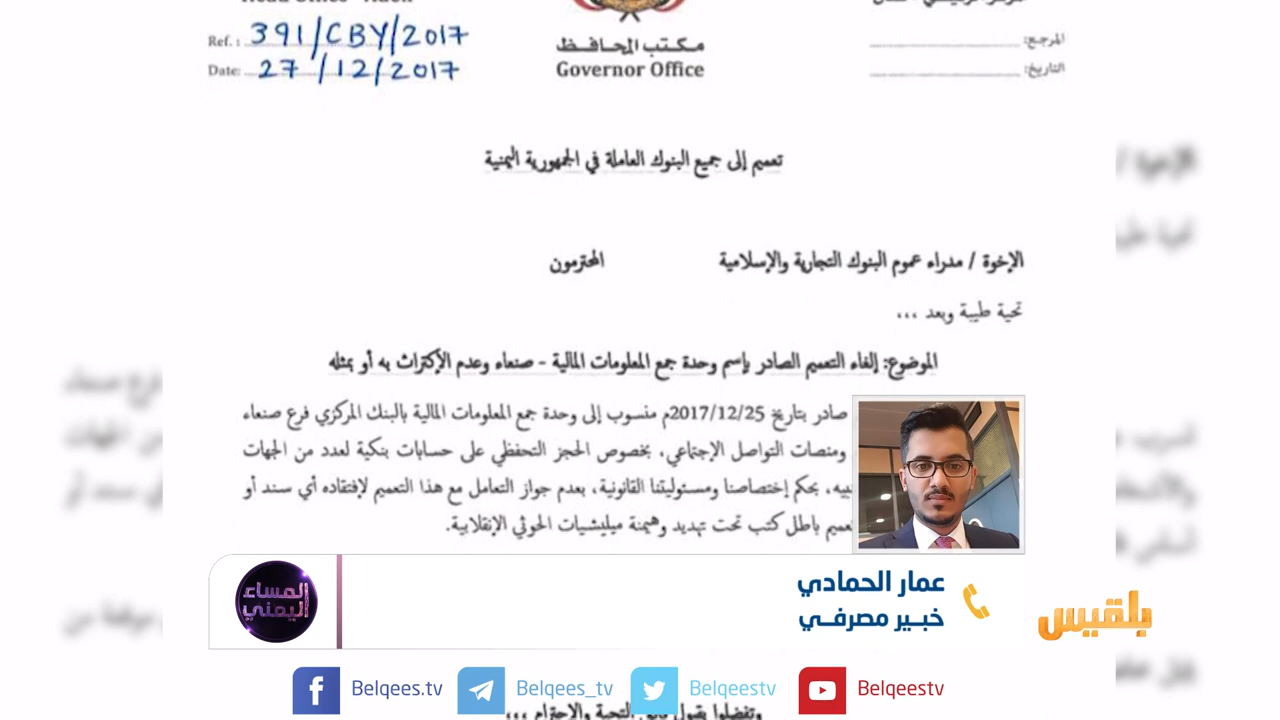 Ref. : 391/CBY/2017
Date: 27/12/2017
مكتب المحافظ
Governor Office
المرجع:
التاريخ:
تعميم إلى جميع البنوك العاملة في الجمهورية اليمنية
الإخوة / مدراء عموم البنوك التجارية والإسلامية المحترمون
تحية طيبة وبعد ...
الموضوع: إلغاء التعميم الصادر بإسم وحدة جمع المعلومات المالية - صنعاء وعدم الإكتراث به أو بمثله
صادر بتاريخ 2017/12/25م منسوب إلى وحدة جمع المعلومات المالية بالبنك المركزي فرع صنعاء
ومنصات التواصل الإجتماعي، بخصوص الحجز التحفظي على حسابات بنكية لعدد من الجهات
بحكم إختصاصنا ومسئوليتنا القانونية، بعدم جواز التعامل مع هذا التعميم لإفتقاده أي سند أو
باطل كتب تحت تهديد وهيمنة ميليشيات الحوثي الإنقلابية.
عمار الحمادي
خبير مصرفي
المساء اليمني
بلقيس
Belqees.tv
Belqees_tv
Belqeestv
Belqeestv